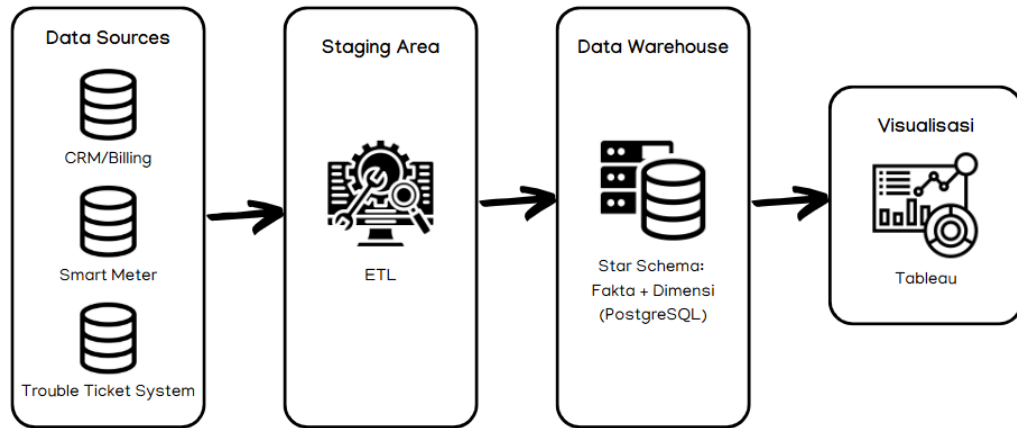 Data Sources
CRM/Billing
Smart Meter
Trouble Ticket System
Staging Area
ETL
Data Warehouse
Star Schema:
Fakta + Dimensi
(PostgreSQL)
Visualisasi
Tableau